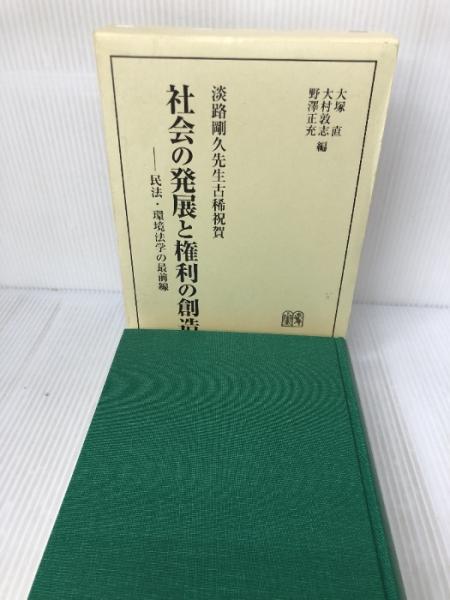 大塚 直
大村敦志
野澤正充
編
淡路剛久先生古稀祝賀
社会の発展と権利の創造
——民法・環境法学の最前線